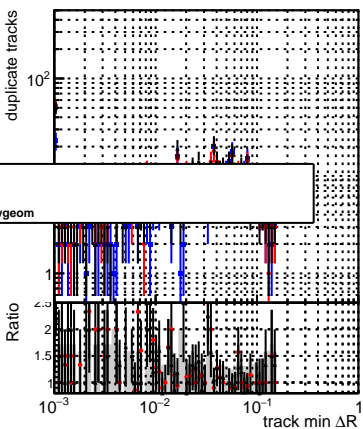 duplicate tracks
10²
ygeom
1
Ratio
2.5
2
1.5
1
10⁻³
10⁻²
10⁻¹
1
track min ΔR